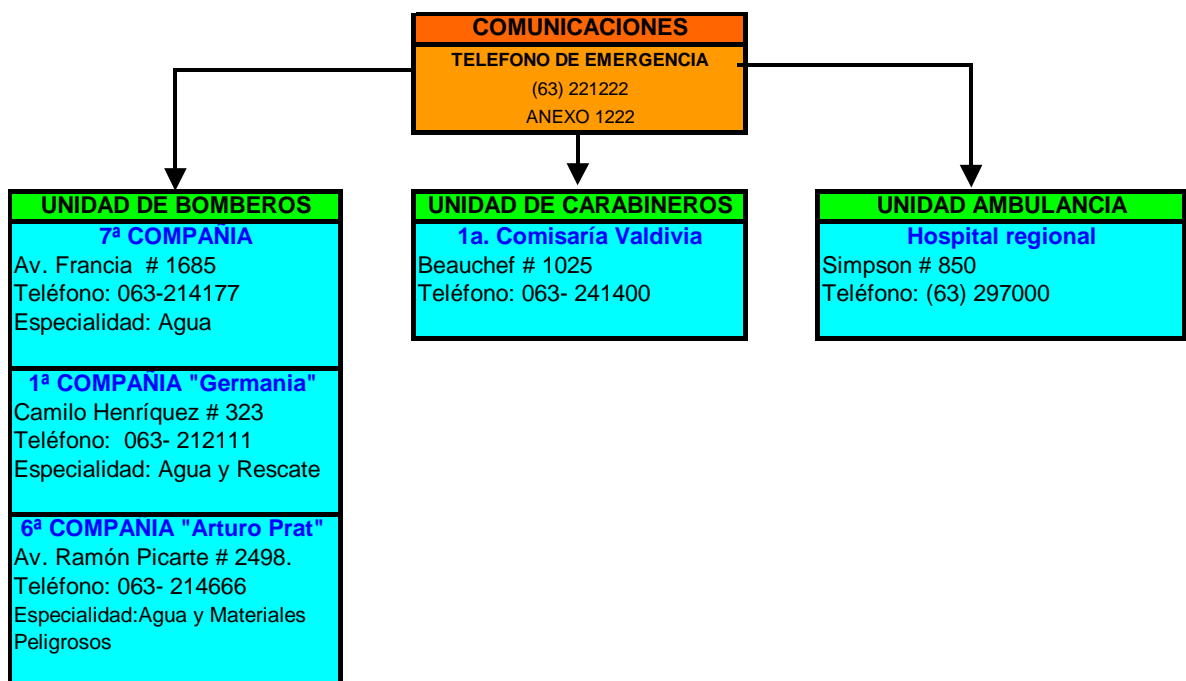 COMUNICACIONES
TELEFONO DE EMERGENCIA
(63) 221222
ANEXO 1222
UNIDAD DE BOMBEROS
7ª COMPAÑIA
Av. Francia # 1685
Teléfono: 063-214177
Especialidad: Agua
1ª COMPAÑIA "Germania"
Camilo Henríquez # 323
Teléfono: 063- 212111
Especialidad: Agua y Rescate
6ª COMPAÑIA "Arturo Prat"
Av. Ramón Picarte # 2498.
Teléfono: 063- 214666
Especialidad:Agua y Materiales
Peligrosos
UNIDAD DE CARABINEROS
1a. Comisaría Valdivia
Beauchef # 1025
Teléfono: 063- 241400
UNIDAD AMBULANCIA
Hospital regional
Simpson # 850
Teléfono: (63) 297000